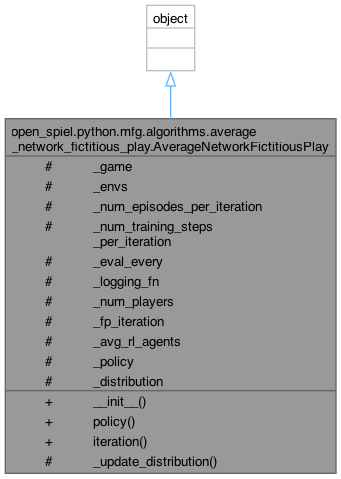 object
open_spiel.python.mfg.algorithms.average
_network_fictitious_play.AverageNetworkFictitiousPlay
# _game
# _envs
# _num_episodes_per_iteration
# _num_training_steps
_per_iteration
# _eval_every
# _logging_fn
# _num_players
# _fp_iteration
# _avg_rl_agents
# _policy
# _distribution
+ __init__()
+ policy()
+ iteration()
# _update_distribution()